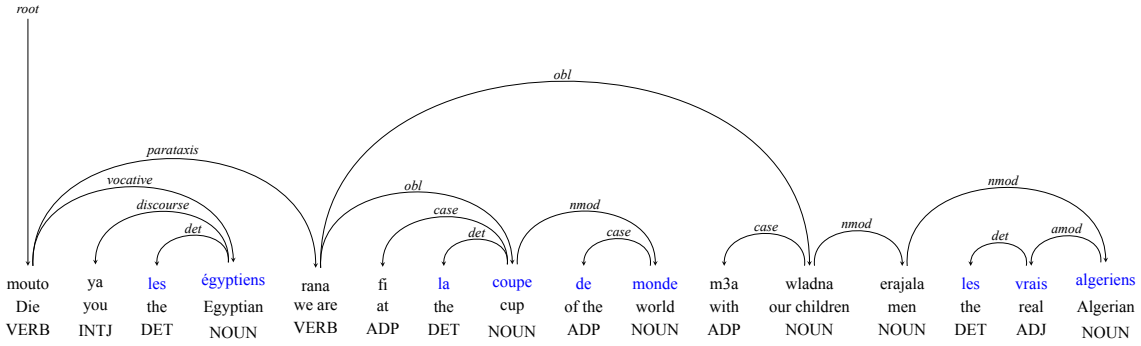 root
obl
parataxis
vocative obl nmod
discourse case nmod
det det case case nmod det amod
mouto ya les égyptiens rana fi la coupe de monde m3a wladna erajala les vrais algeriens
Die you the Egyptian we are at the cup of the world with our children men the real Algerian
VERB INTJ DET NOUN VERB ADP DET NOUN ADP NOUN ADP NOUN NOUN DET ADJ NOUN